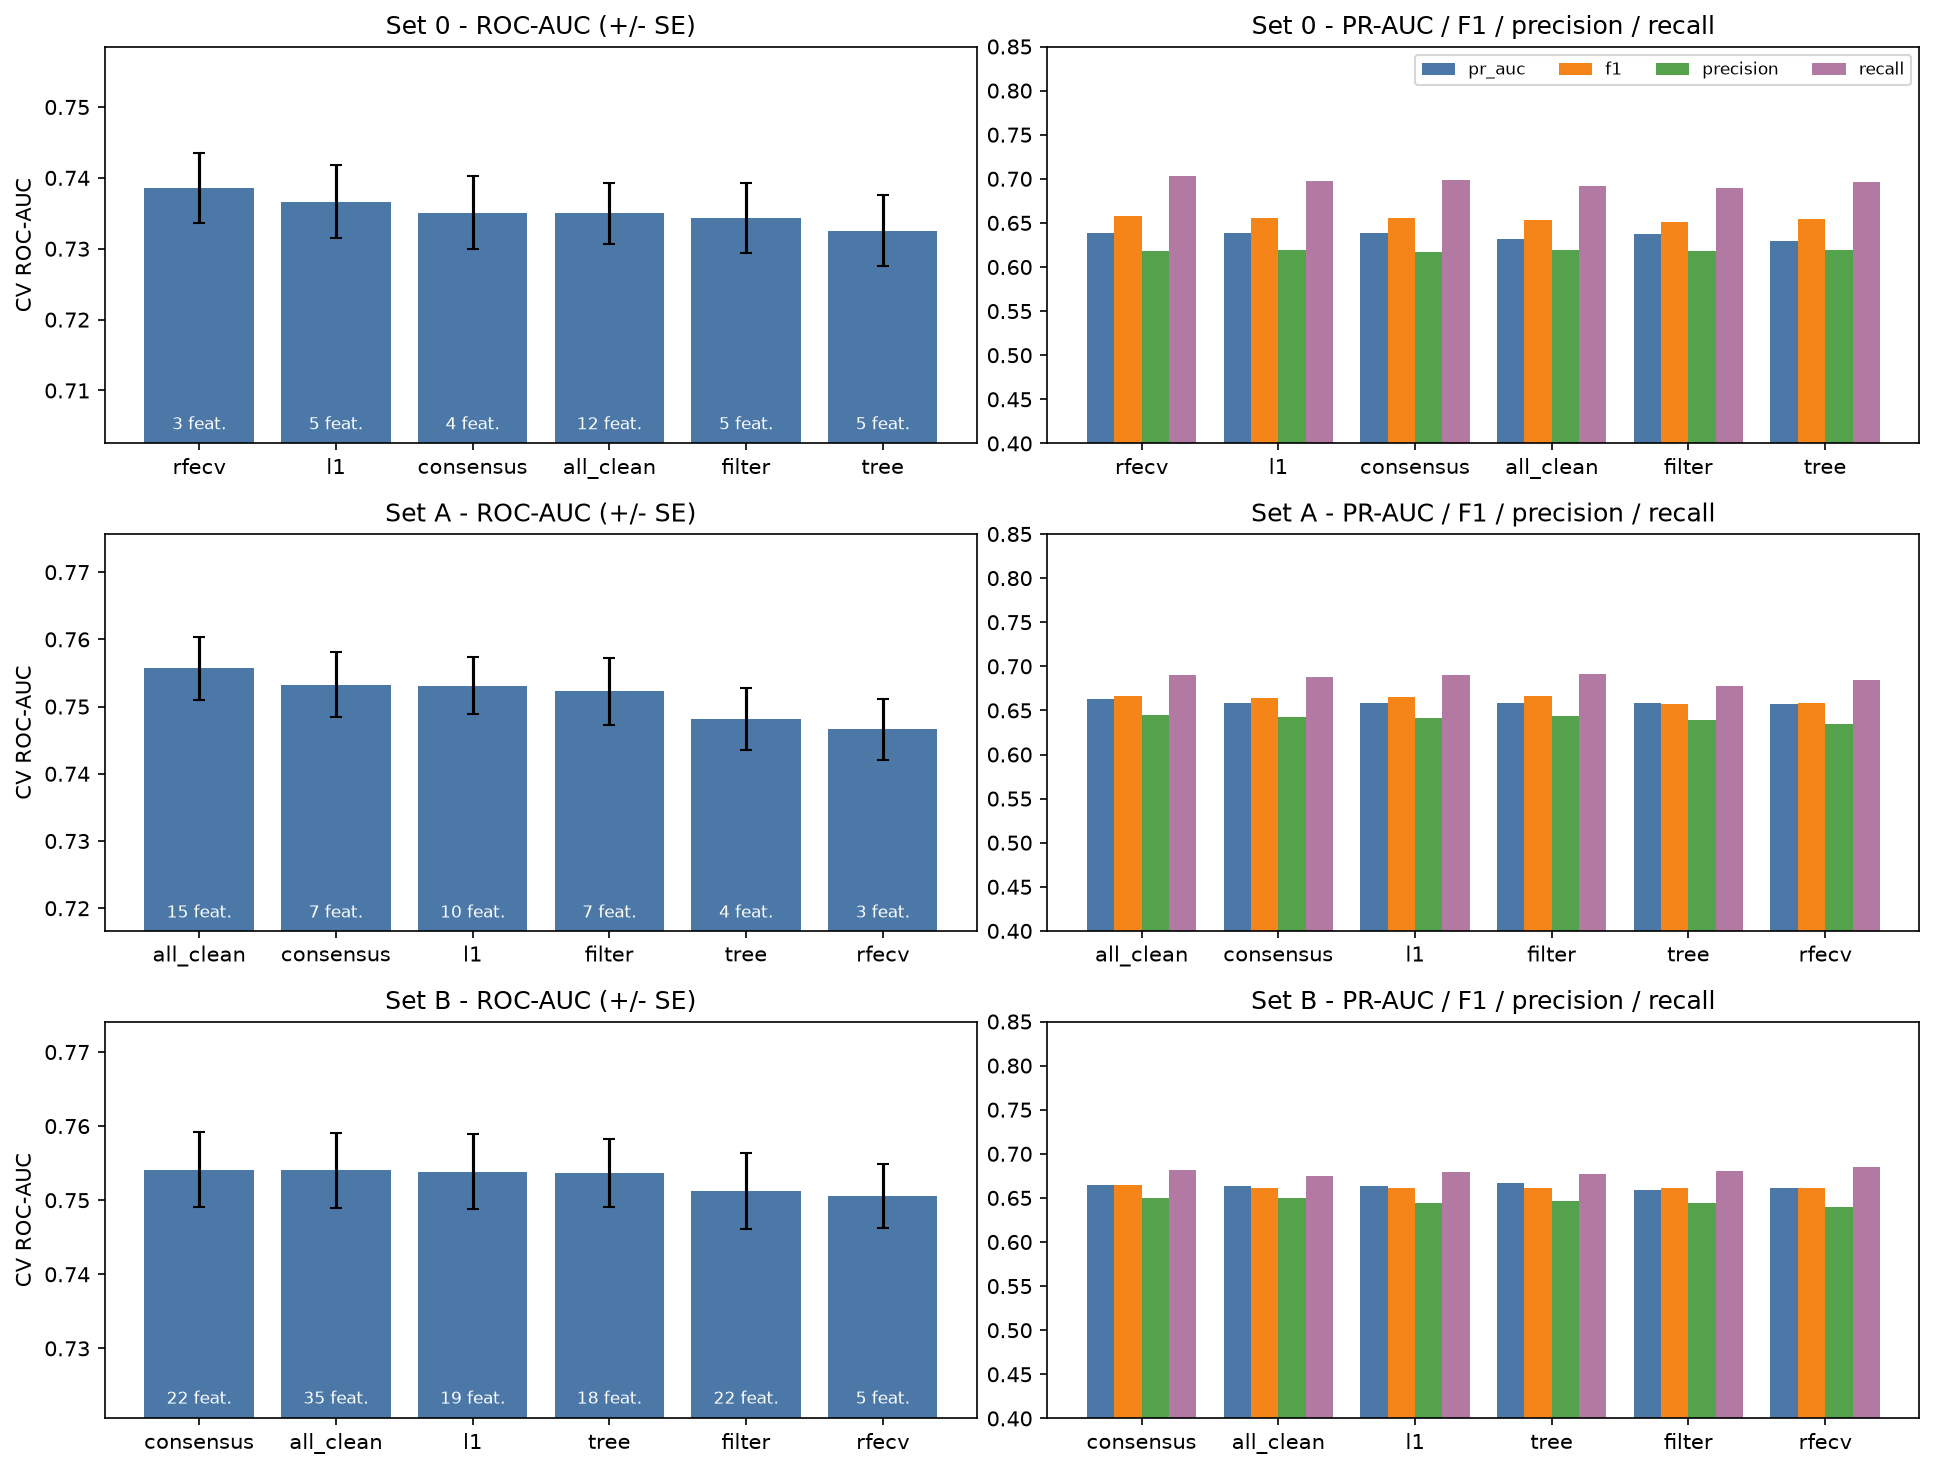 Set 0 - ROC-AUC (+/- SE)
CV ROC-AUC
0.75
0.74
0.73
0.72
0.71
3 feat.
5 feat.
4 feat.
12 feat.
5 feat.
5 feat.
rfecv
l1
consensus
all_clean
filter
tree
Set 0 - PR-AUC / F1 / precision / recall
0.85
0.80
0.75
0.70
0.65
0.60
0.55
0.50
0.45
0.40
pr_auc
f1
precision
recall
rfecv
l1
consensus
all_clean
filter
tree
Set A - ROC-AUC (+/- SE)
CV ROC-AUC
0.77
0.76
0.75
0.74
0.73
0.72
15 feat.
7 feat.
10 feat.
7 feat.
4 feat.
3 feat.
all_clean
consensus
l1
filter
tree
rfecv
Set A - PR-AUC / F1 / precision / recall
0.85
0.80
0.75
0.70
0.65
0.60
0.55
0.50
0.45
0.40
all_clean
consensus
l1
filter
tree
rfecv
Set B - ROC-AUC (+/- SE)
CV ROC-AUC
0.77
0.76
0.75
0.74
0.73
22 feat.
35 feat.
19 feat.
18 feat.
22 feat.
5 feat.
consensus
all_clean
l1
tree
filter
rfecv
Set B - PR-AUC / F1 / precision / recall
0.85
0.80
0.75
0.70
0.65
0.60
0.55
0.50
0.45
0.40
consensus
all_clean
l1
tree
filter
rfecv